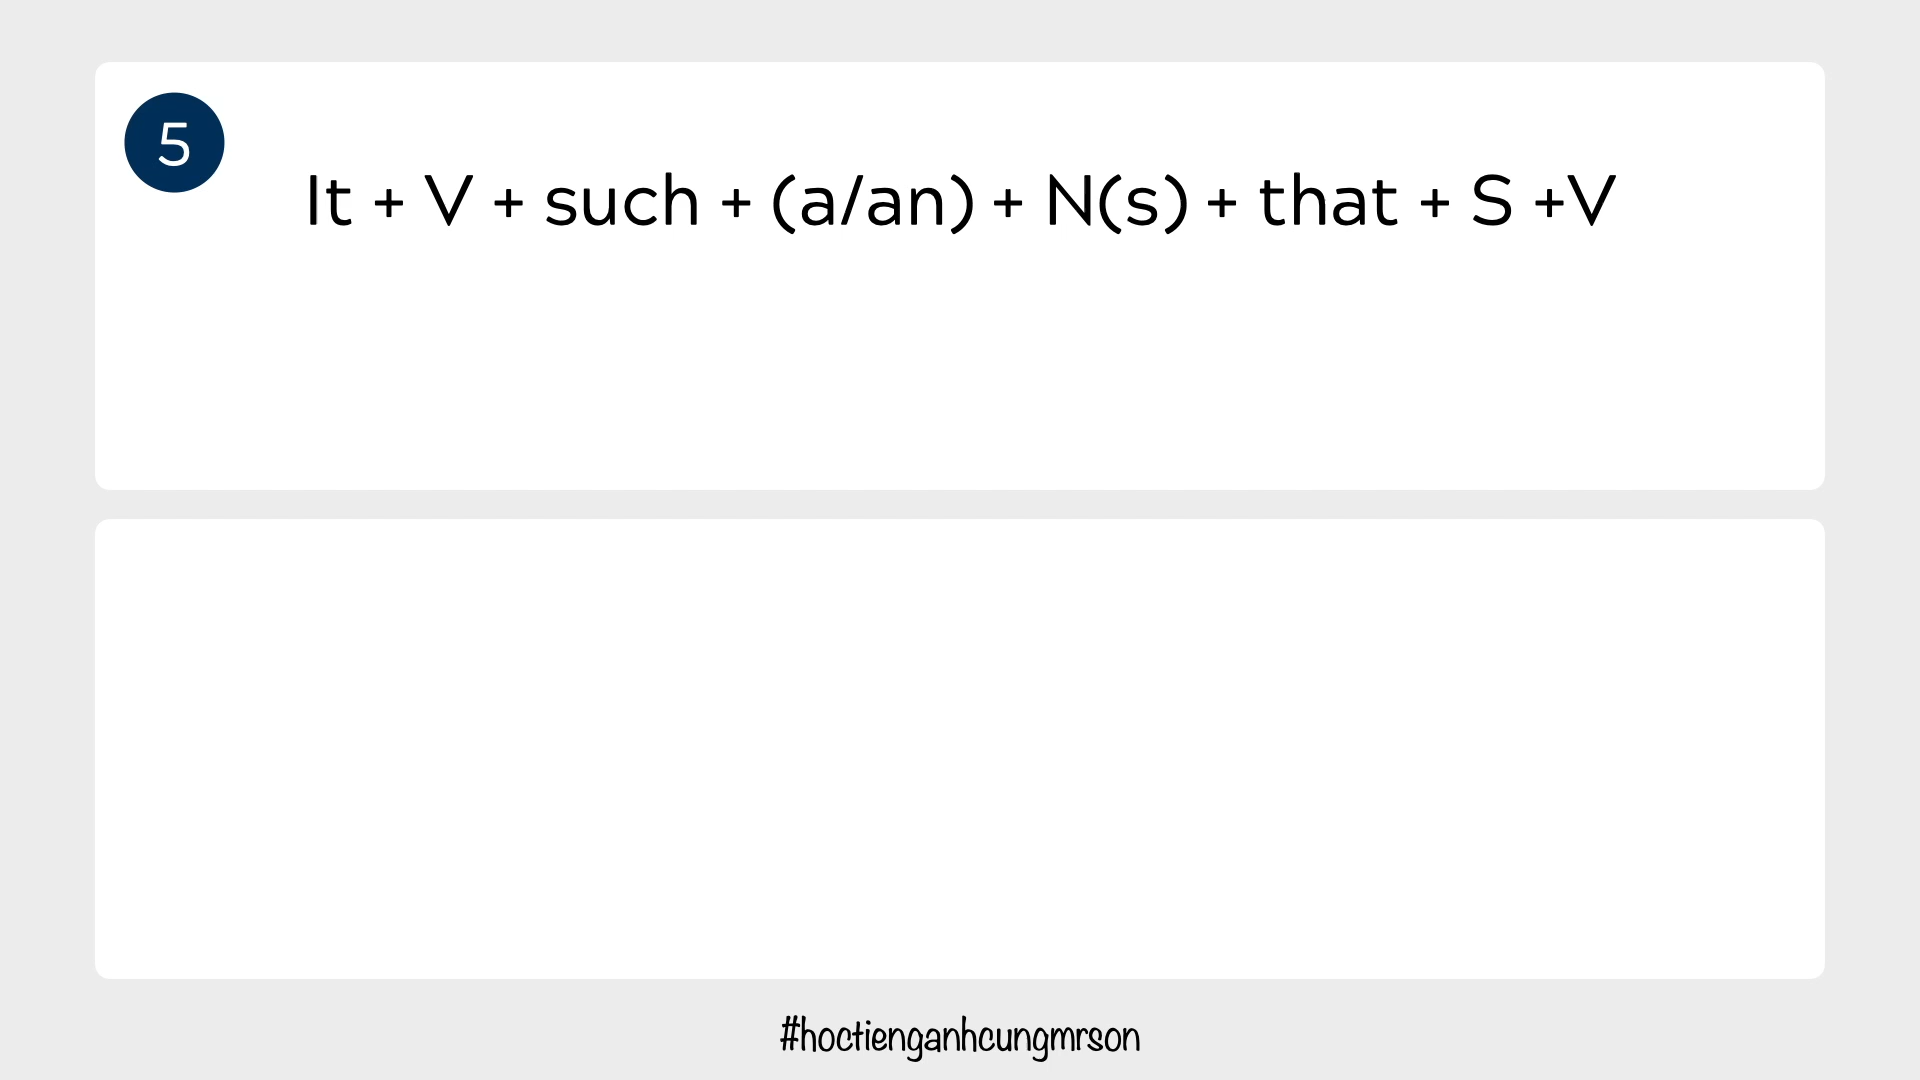 5
It + V + such + (a/an) + N(s) + that + S +V
#hoctienganhcungmrson